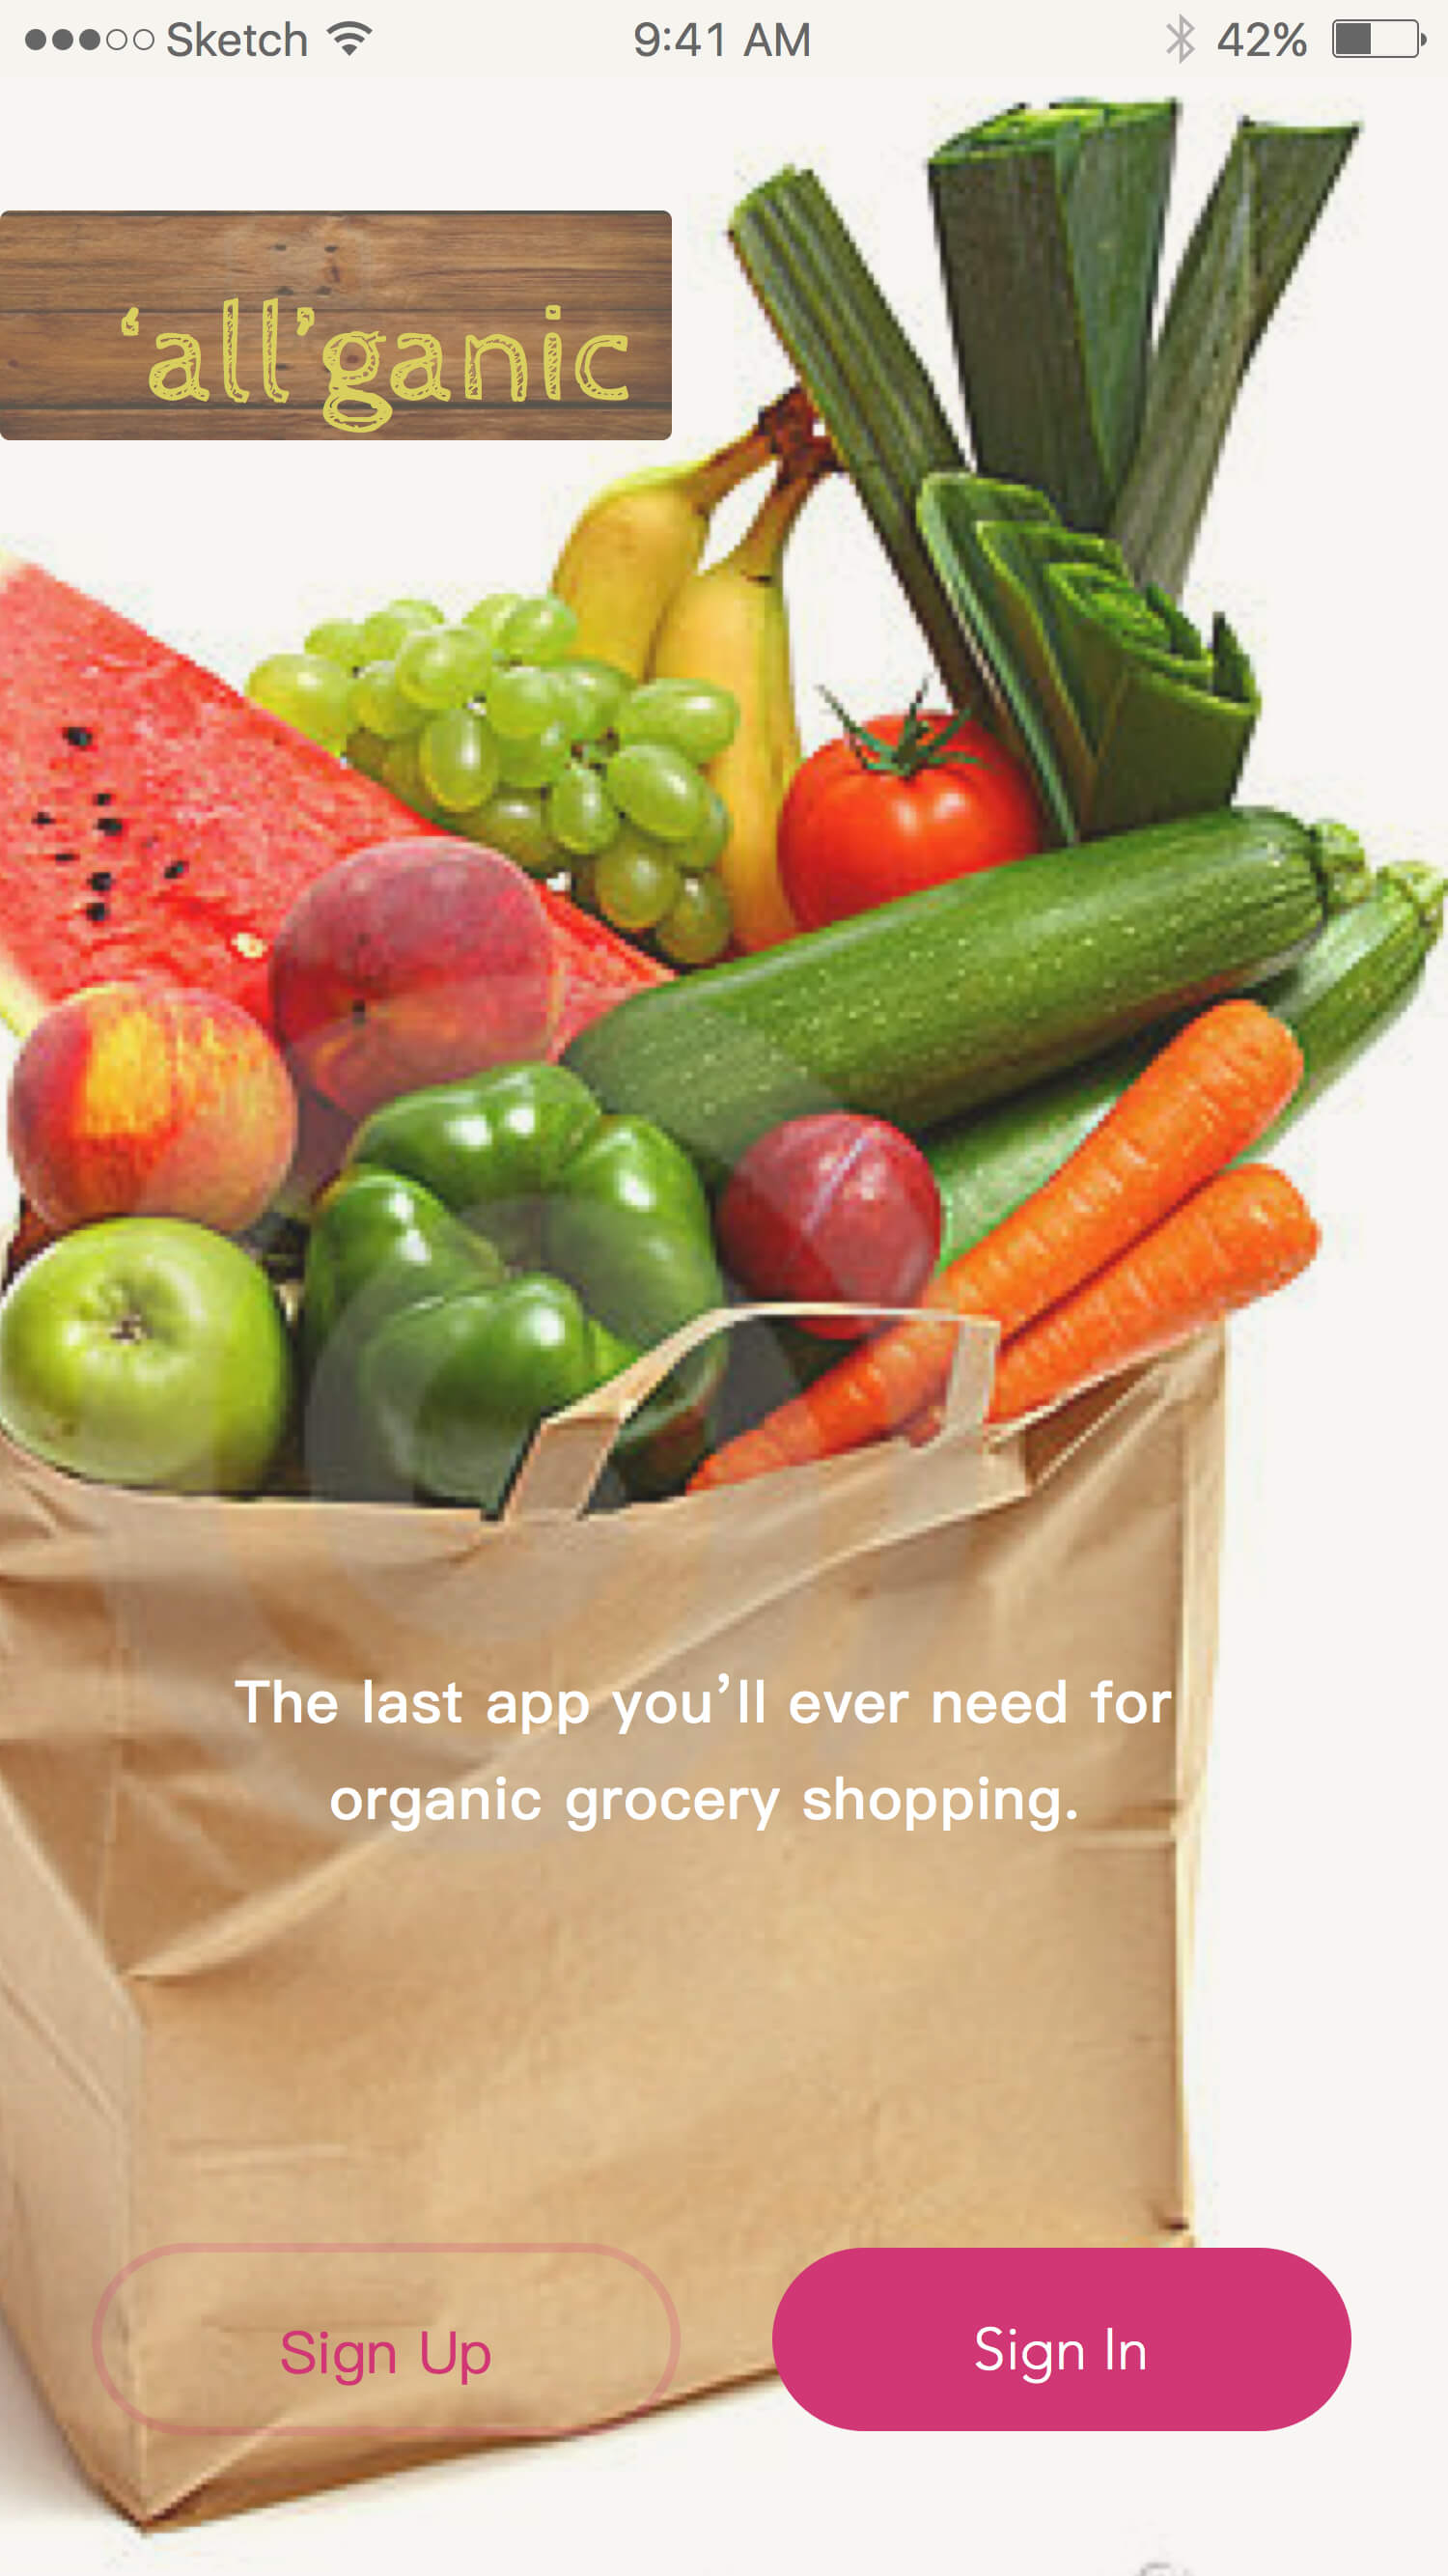 Sketch 9:41 AM 42%
‘all’ganic
The last app you’ll ever need for
organic grocery shopping.
Sign Up Sign In